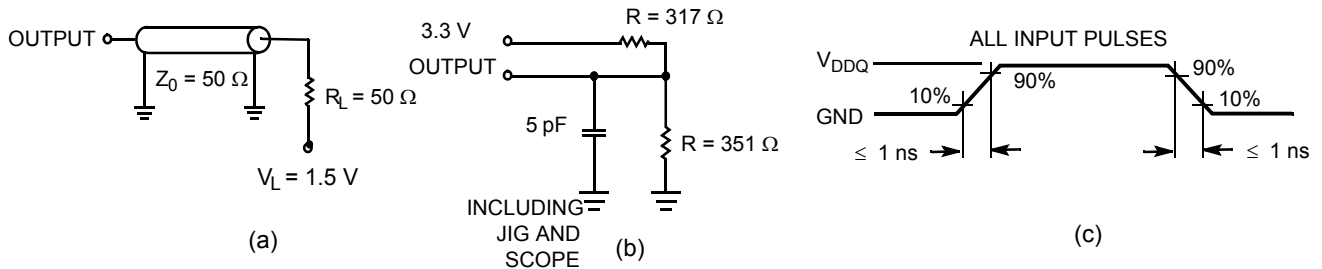 OUTPUT
Z0 = 50 Ω
RL = 50 Ω
VL = 1.5 V
(a)
R = 317 Ω
3.3 V
OUTPUT
5 pF
R = 351 Ω
INCLUDING
JIG AND
SCOPE
(b)
ALL INPUT PULSES
VDDQ
GND
10%
90%
90%
10%
≤ 1 ns
≤ 1 ns
(c)